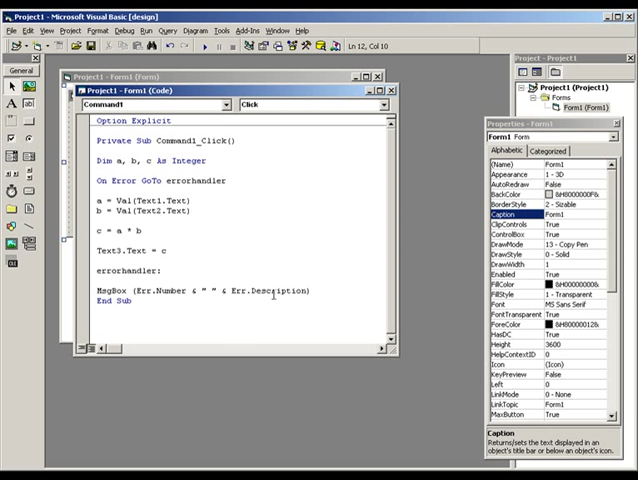 Project1 - Microsoft Visual Basic [design]
File Edit View Project Format Debug Run Query Diagram Tools Add-Ins Window Help
Ln 12, Col 10
General
A
Project1 - Form1 (Form)
Project1 - Form1 (Code)
Command1 Click
Option Explicit
Private Sub Command1_Click()
Dim a, b, c As Integer
On Error GoTo errorhandler
a = Val(Text1.Text)
b = Val(Text2.Text)
c = a * b
Text3.Text = c
errorhandler:
MsgBox (Err.Number & " " & Err.Description)
End Sub
Project - Project1
Project1 (Project1)
Forms
Form1 (Form1)
Properties - Form1
Form1 Form
Alphabetic Categorized
(Name) Form1
Appearance 1 - 3D
AutoRedraw False
BackColor &H8000000F&
BorderStyle 2 - Sizable
Caption Form1
ClipControls True
ControlBox True
DrawMode 13 - Copy Pen
DrawStyle 0 - Solid
DrawWidth 1
Enabled True
FillColor &H00000000&
FillStyle 1 - Transparent
Font MS Sans Serif
FontTransparent True
ForeColor &H80000012&
HasDC True
Height 3600
HelpContextID 0
Icon (Icon)
KeyPreview False
Left 0
LinkMode 0 - None
LinkTopic Form1
MaxButton True
Caption
Returns/sets the text displayed in an
object's title bar or below an object's icon.